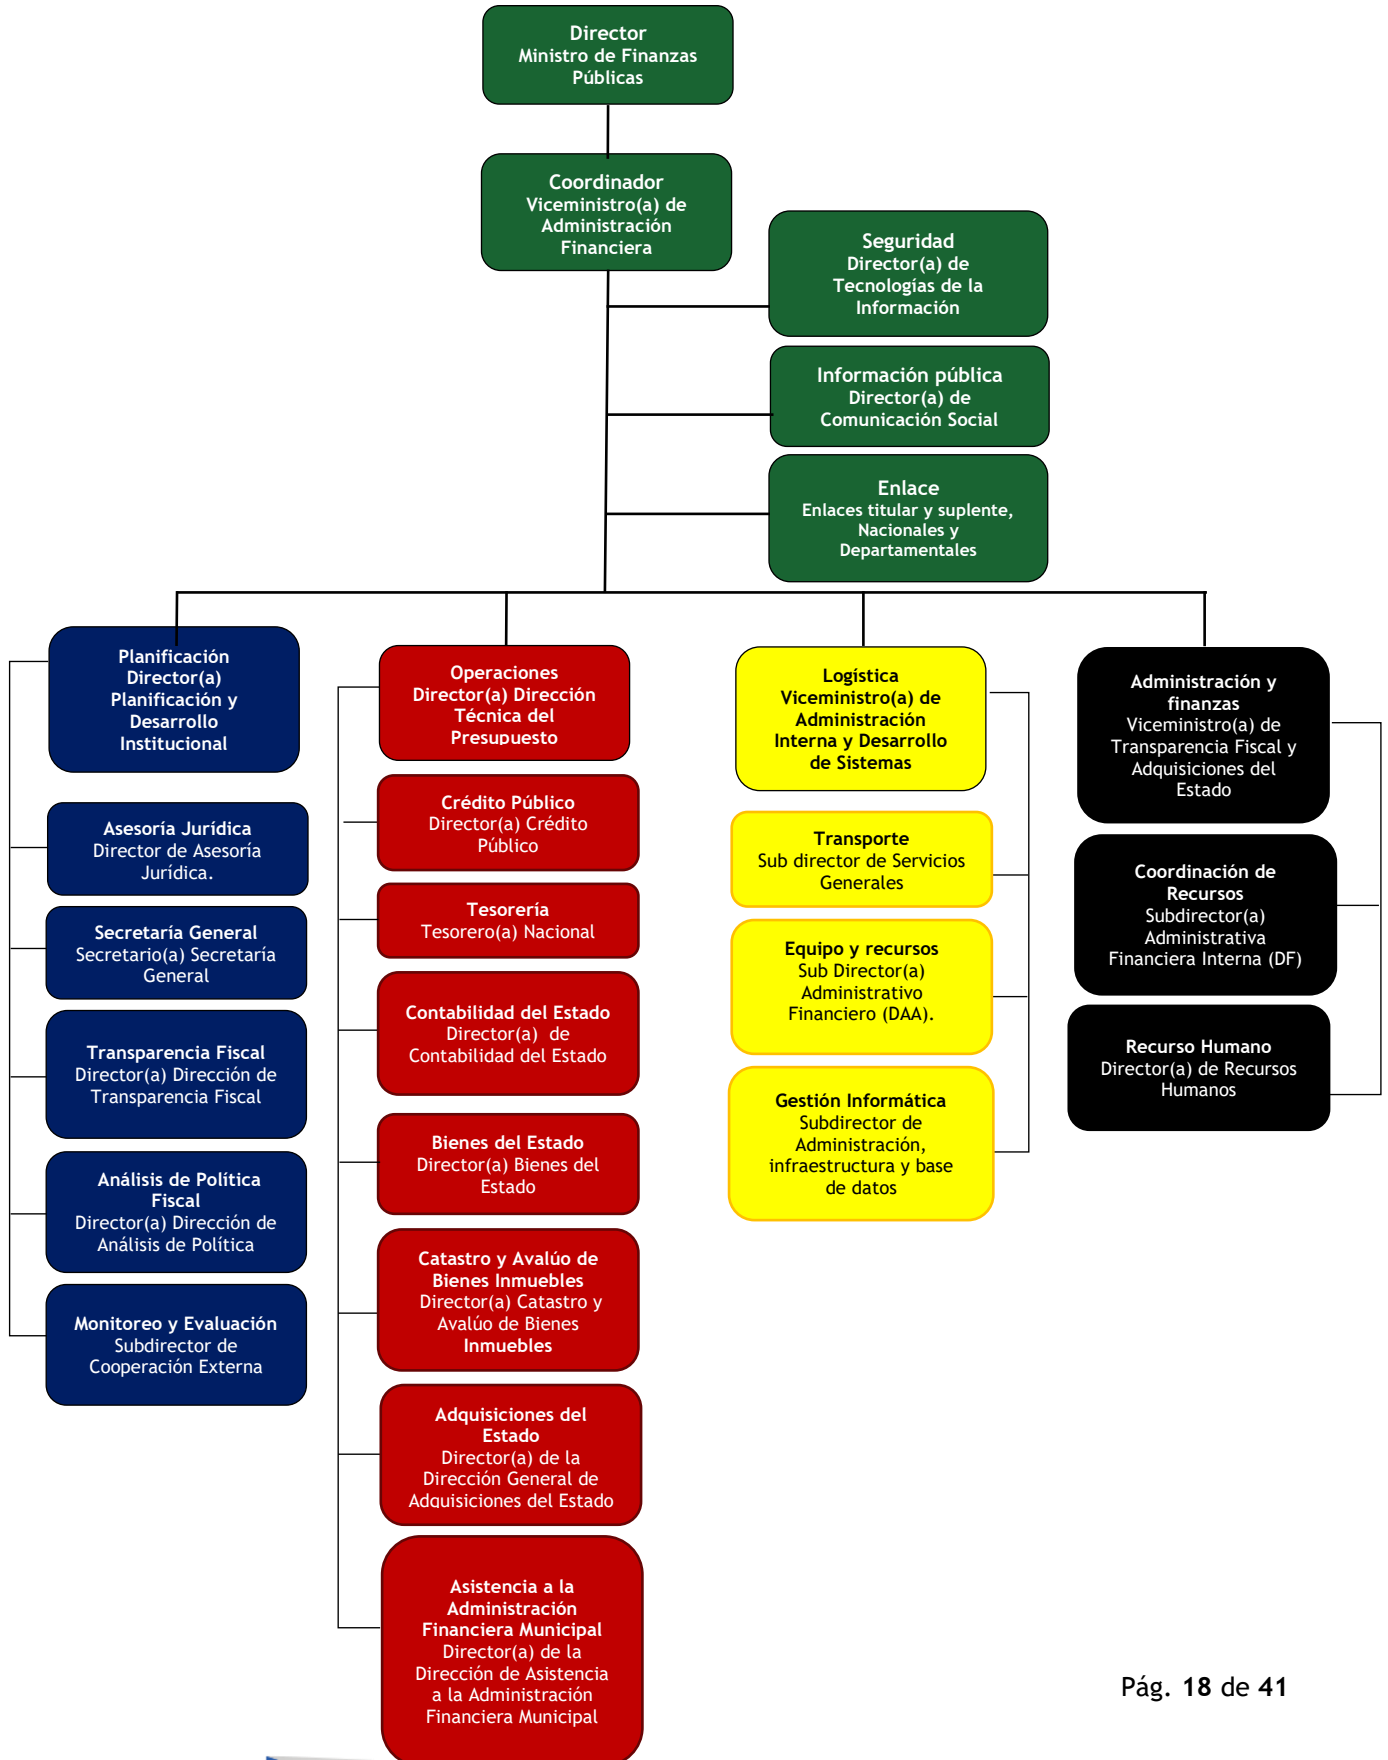 Director
Ministro de Finanzas
Públicas
Coordinador
Viceministro(a) de
Administración
Financiera
Seguridad
Director(a) de
Tecnologías de la
Información
Información pública
Director(a) de
Comunicación Social
Enlace
Enlaces titular y suplente,
Nacionales y
Departamentales
Planificación
Director(a)
Planificación y
Desarrollo
Institucional
Asesoría Jurídica
Director de Asesoría
Jurídica.
Secretaría General
Secretario(a) Secretaría
General
Transparencia Fiscal
Director(a) Dirección de
Transparencia Fiscal
Análisis de Política
Fiscal
Director(a) Dirección de
Análisis de Política
Monitoreo y Evaluación
Subdirector de
Cooperación Externa
Operaciones
Director(a) Dirección
Técnica del
Presupuesto
Crédito Público
Director(a) Crédito
Público
Tesorería
Tesorero(a) Nacional
Contabilidad del Estado
Director(a) de
Contabilidad del Estado
Bienes del Estado
Director(a) Bienes del
Estado
Catastro y Avalúo de
Bienes Inmuebles
Director(a) Catastro y
Avalúo de Bienes
Inmuebles
Adquisiciones del
Estado
Director(a) de la
Dirección General de
Adquisiciones del Estado
Asistencia a la
Administración
Financiera Municipal
Director(a) de la
Dirección de Asistencia
a la Administración
Financiera Municipal
Logística
Viceministro(a) de
Administración
Interna y Desarrollo
de Sistemas
Transporte
Sub director de Servicios
Generales
Equipo y recursos
Sub Director(a)
Administrativo
Financiero (DAA).
Gestión Informática
Subdirector de
Administración,
infraestructura y base
de datos
Administración y
finanzas
Viceministro(a) de
Transparencia Fiscal y
Adquisiciones del
Estado
Coordinación de
Recursos
Subdirector(a)
Administrativa
Financiera Interna (DF)
Recurso Humano
Director(a) de Recursos
Humanos
Pág. 18 de 41